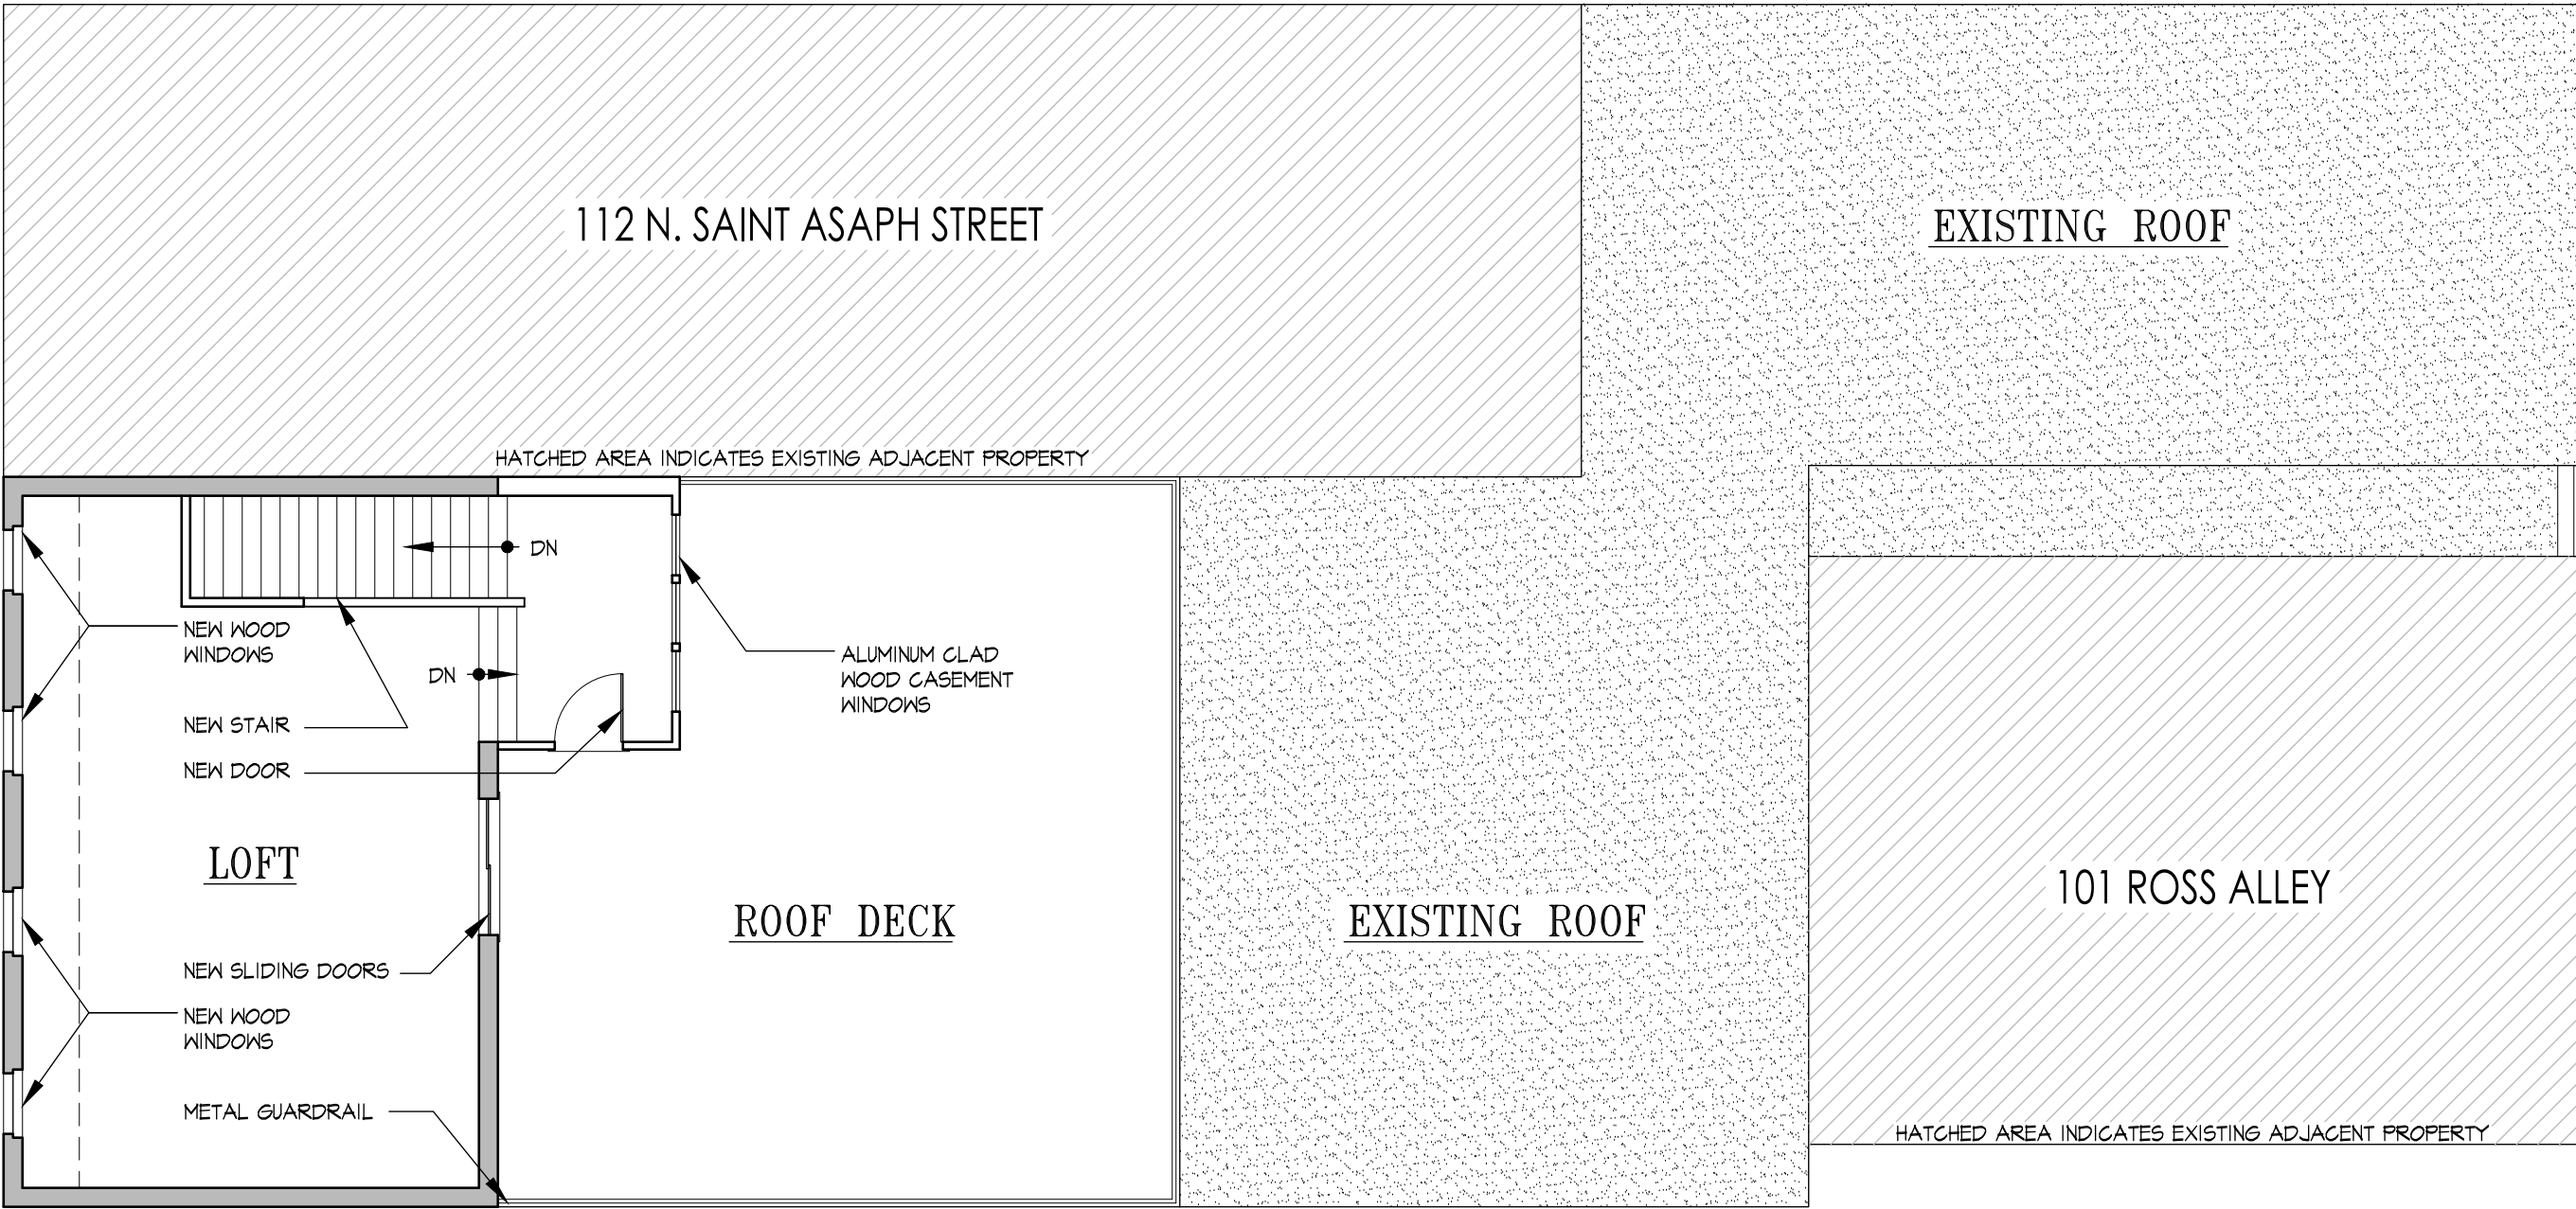 112 N. SAINT ASAPH STREET
EXISTING ROOF
HATCHED AREA INDICATES EXISTING ADJACENT PROPERTY
DN
NEW WOOD
WINDOWS
DN
ALUMINUM CLAD
WOOD CASEMENT
WINDOWS
NEW STAIR
NEW DOOR
LOFT
ROOF DECK
EXISTING ROOF
101 ROSS ALLEY
NEW SLIDING DOORS
NEW WOOD
WINDOWS
METAL GUARDRAIL
HATCHED AREA INDICATES EXISTING ADJACENT PROPERTY